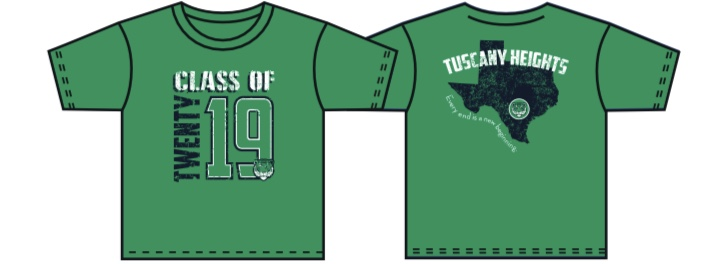 CLASS OF
TWENTY
19
TUSCANY HEIGHTS
Every end is a new beginning